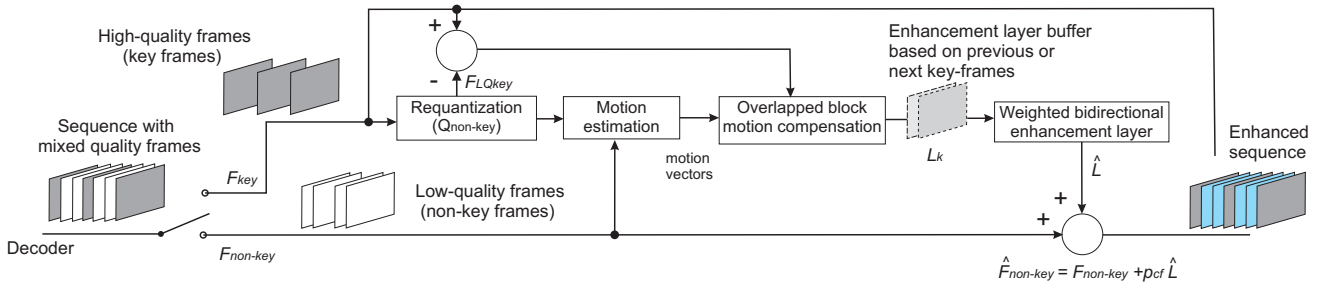 High-quality frames
(key frames)
Sequence with
mixed quality frames
Decoder
F_key
F_non-key
+
-
F_LQkey
Requantization
(Q_non-key)
Motion
estimation
motion
vectors
Overlapped block
motion compensation
Enhancement layer buffer
based on previous or
next key-frames
L_k
Weighted bidirectional
enhancement layer
L̂
Low-quality frames
(non-key frames)
+
+
F̂_non-key = F_non-key +p_cf L̂
Enhanced
sequence